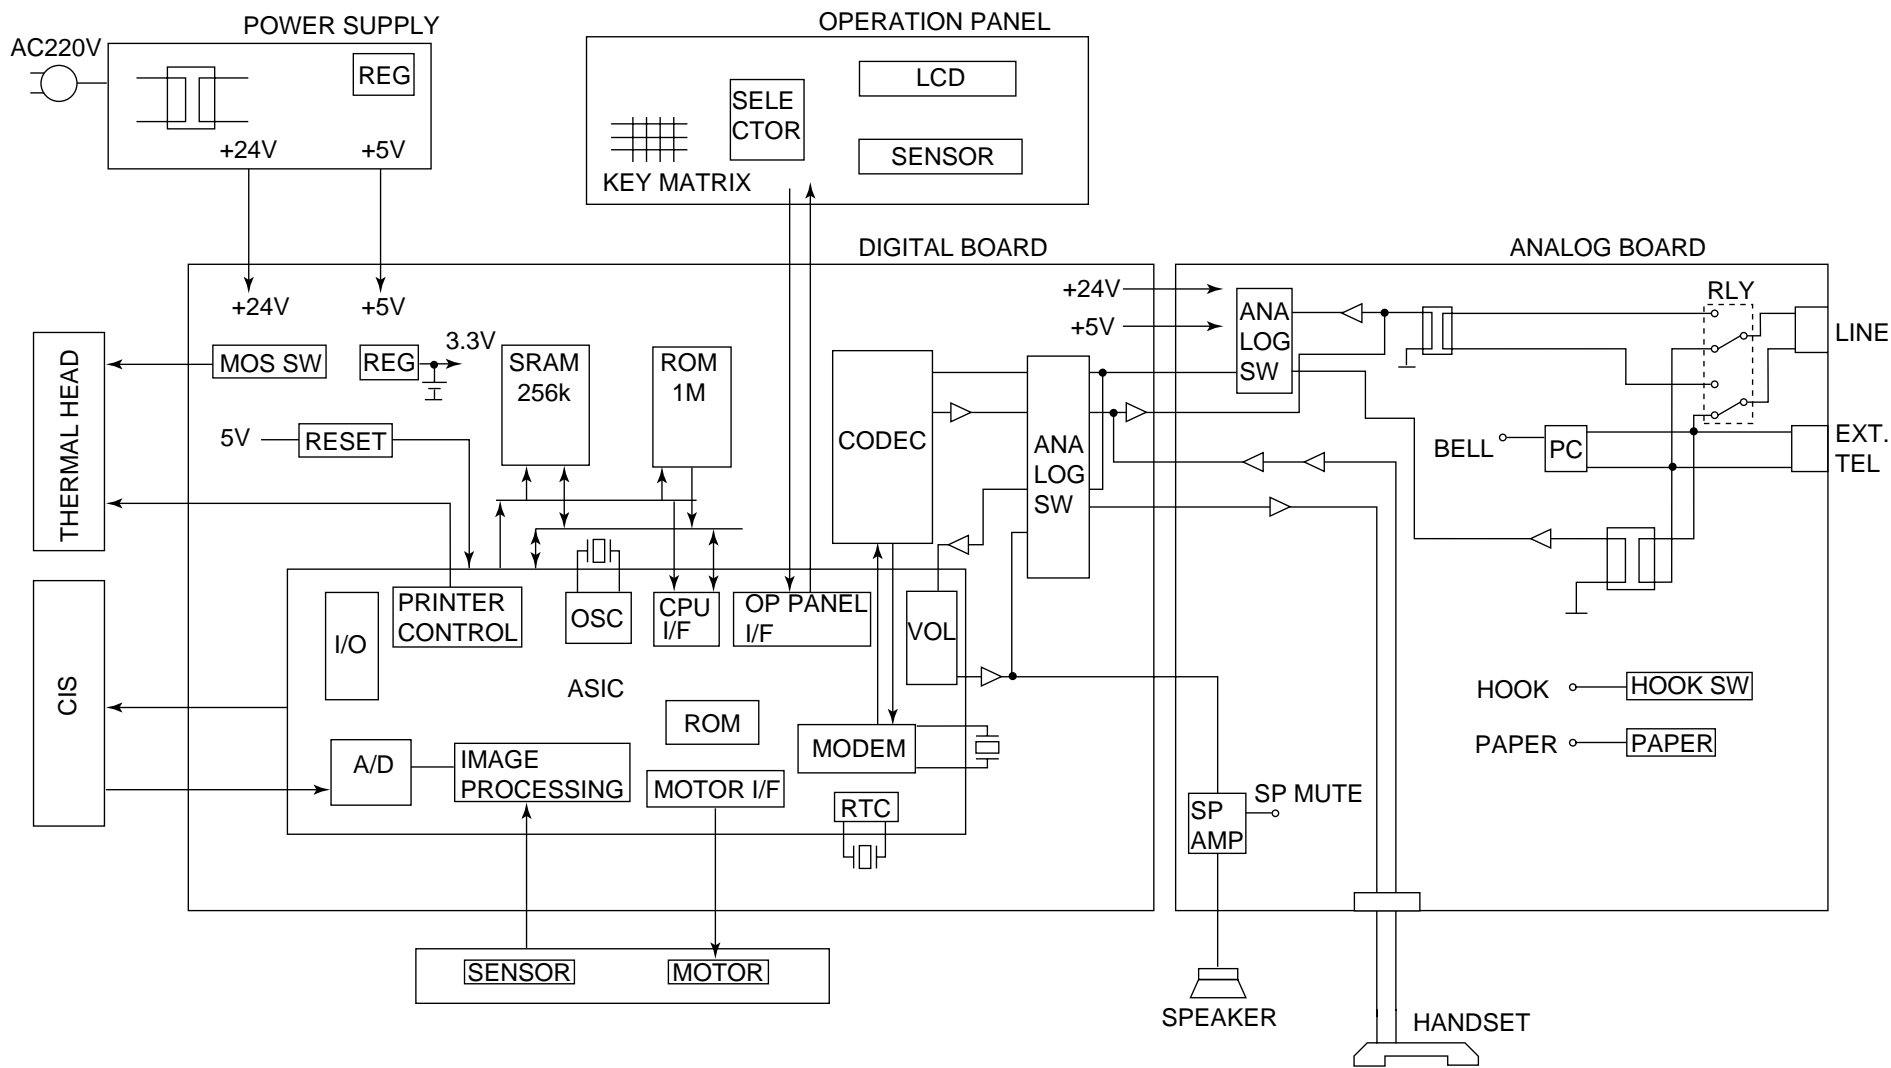 POWER SUPPLY
AC220V
REG
+24V
+5V
OPERATION PANEL
LCD
SELE
CTOR
SENSOR
KEY MATRIX
DIGITAL BOARD
+24V
+5V
MOS SW
REG
3.3V
SRAM
256k
ROM
1M
5V
RESET
CODEC
ANA
LOG
SW
+24V
+5V
THERMAL HEAD
CIS
PRINTER
CONTROL
I/O
OSC
CPU
I/F
OP PANEL
I/F
VOL
ASIC
ROM
MODEM
A/D
IMAGE
PROCESSING
MOTOR I/F
RTC
SENSOR
MOTOR
ANALOG BOARD
ANA
LOG
SW
RLY
LINE
EXT.
TEL
BELL
PC
HOOK
HOOK SW
PAPER
PAPER
SP MUTE
SP
AMP
SPEAKER
HANDSET